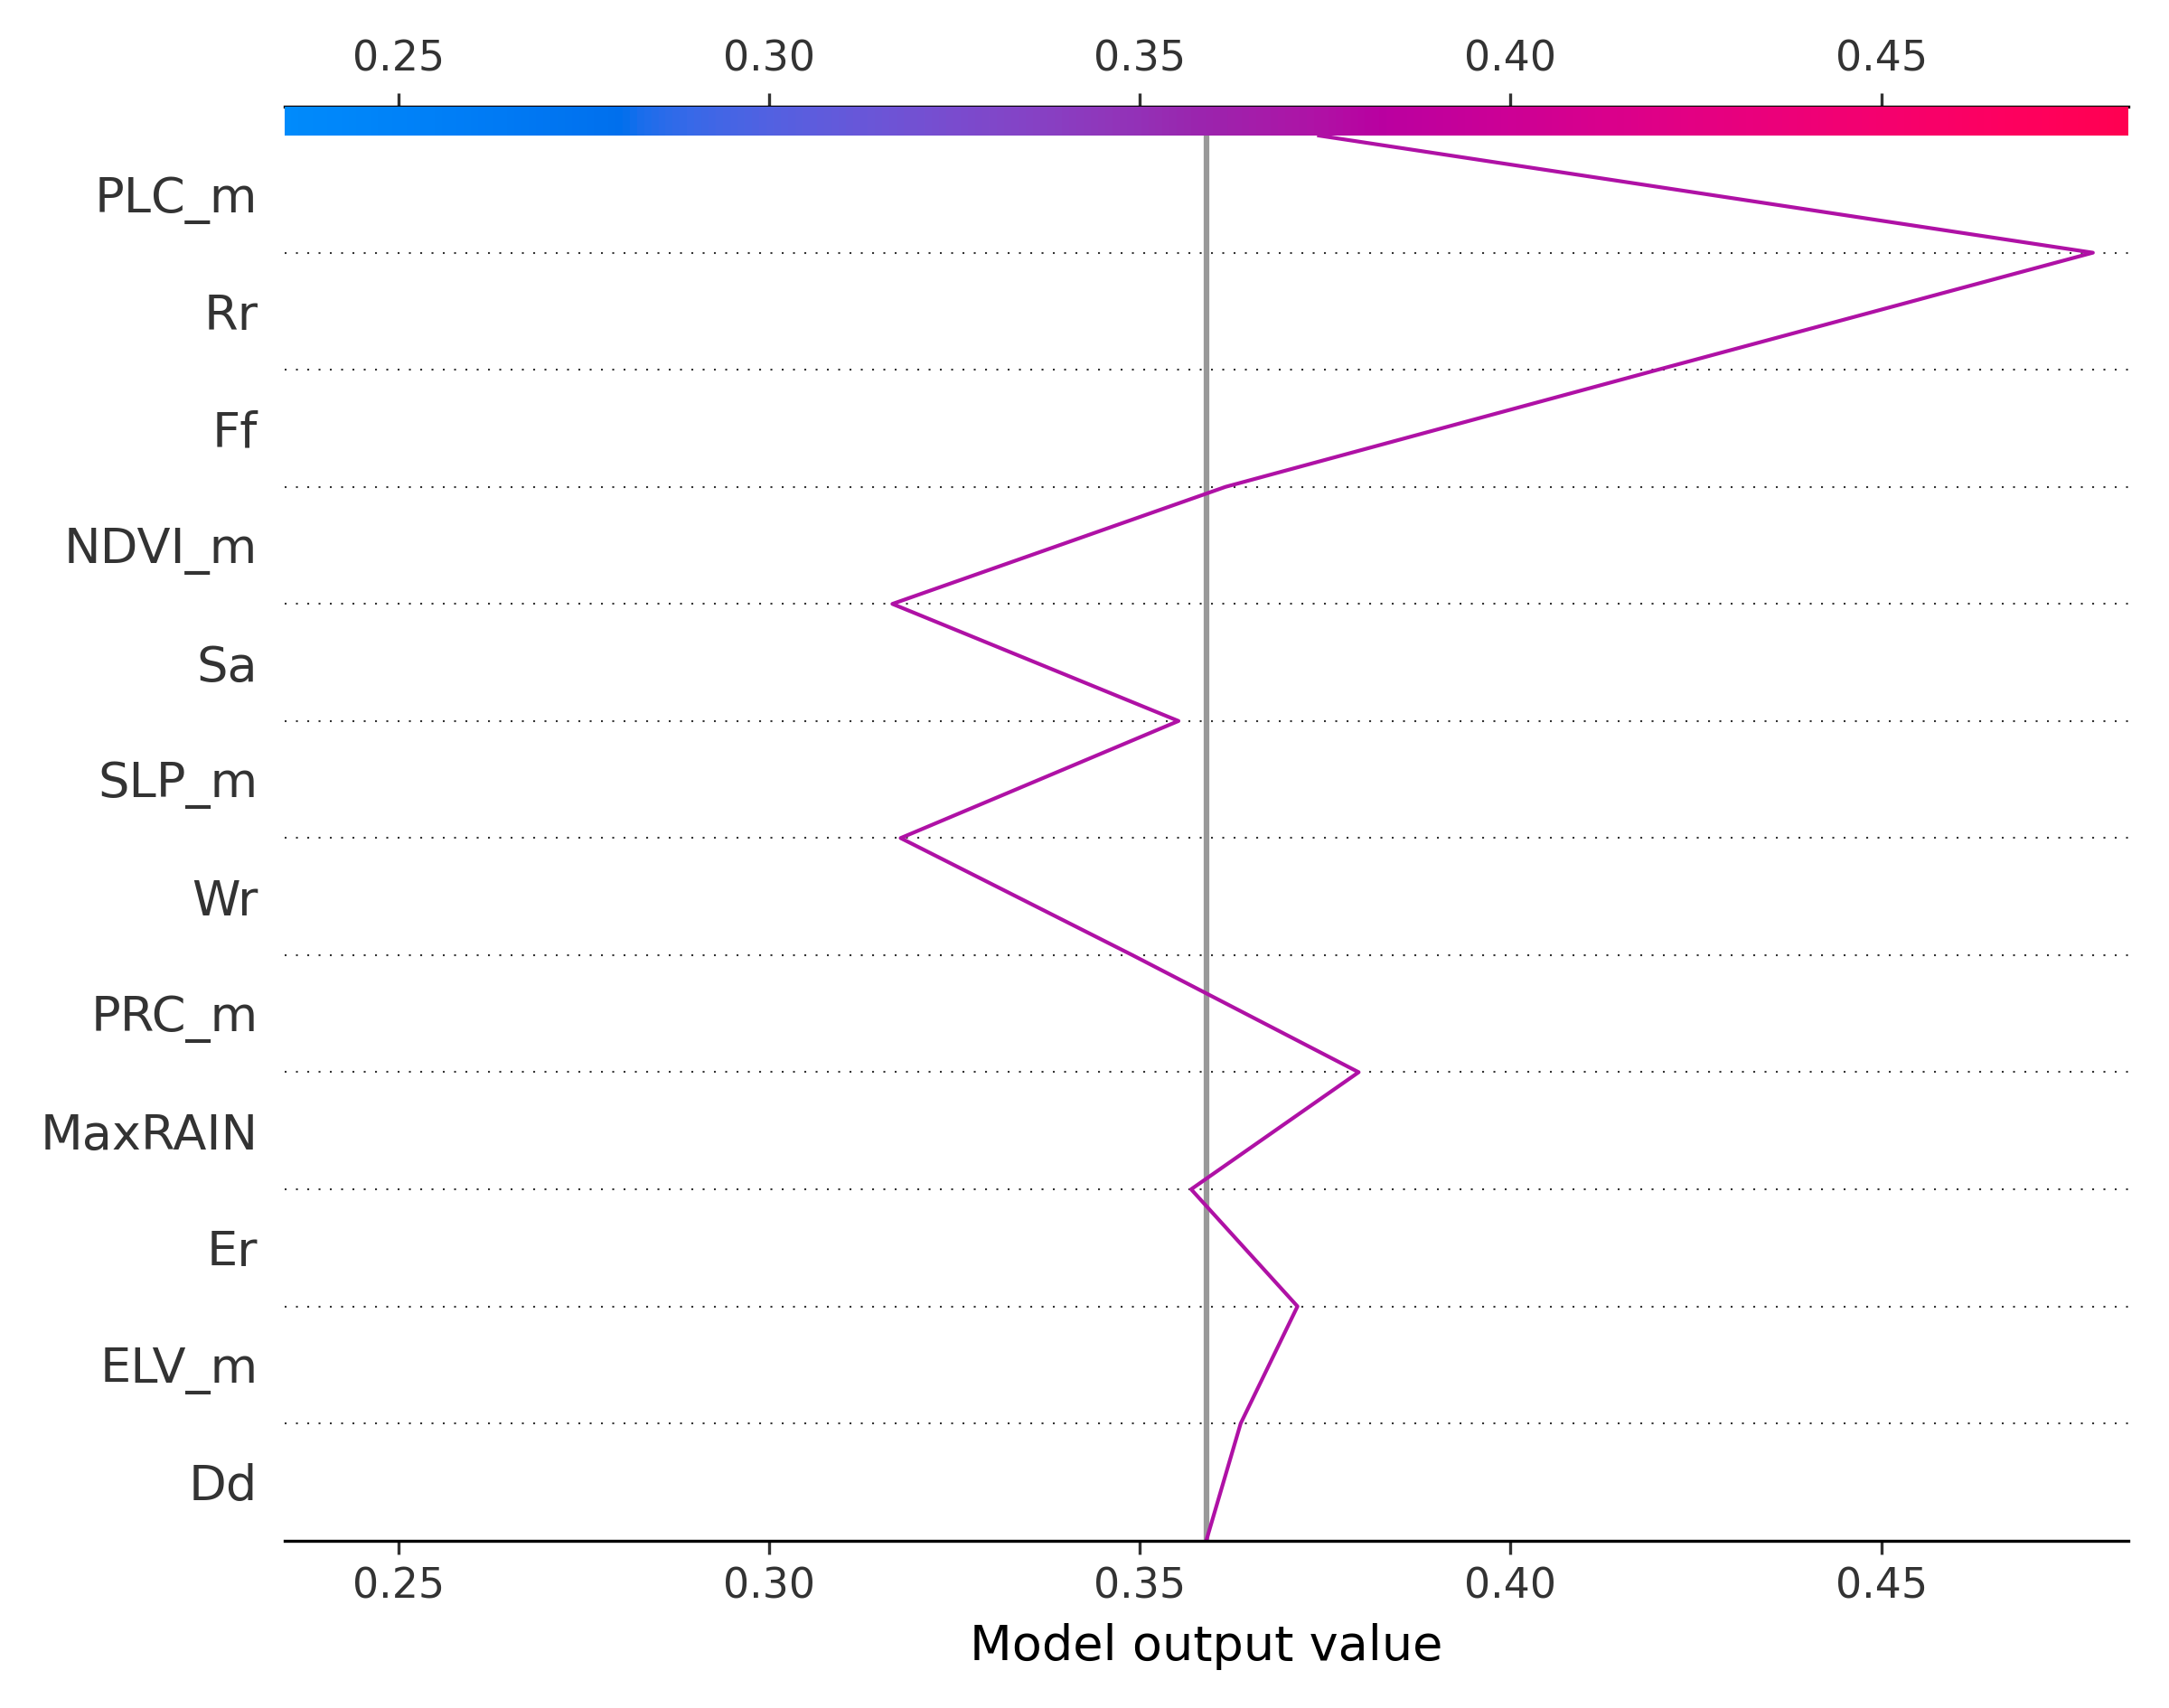 0.25 0.30 0.35 0.40 0.45
PLC_m
Rr
Ff
NDVI_m
Sa
SLP_m
Wr
PRC_m
MaxRAIN
Er
ELV_m
Dd
0.25 0.30 0.35 0.40 0.45
Model output value